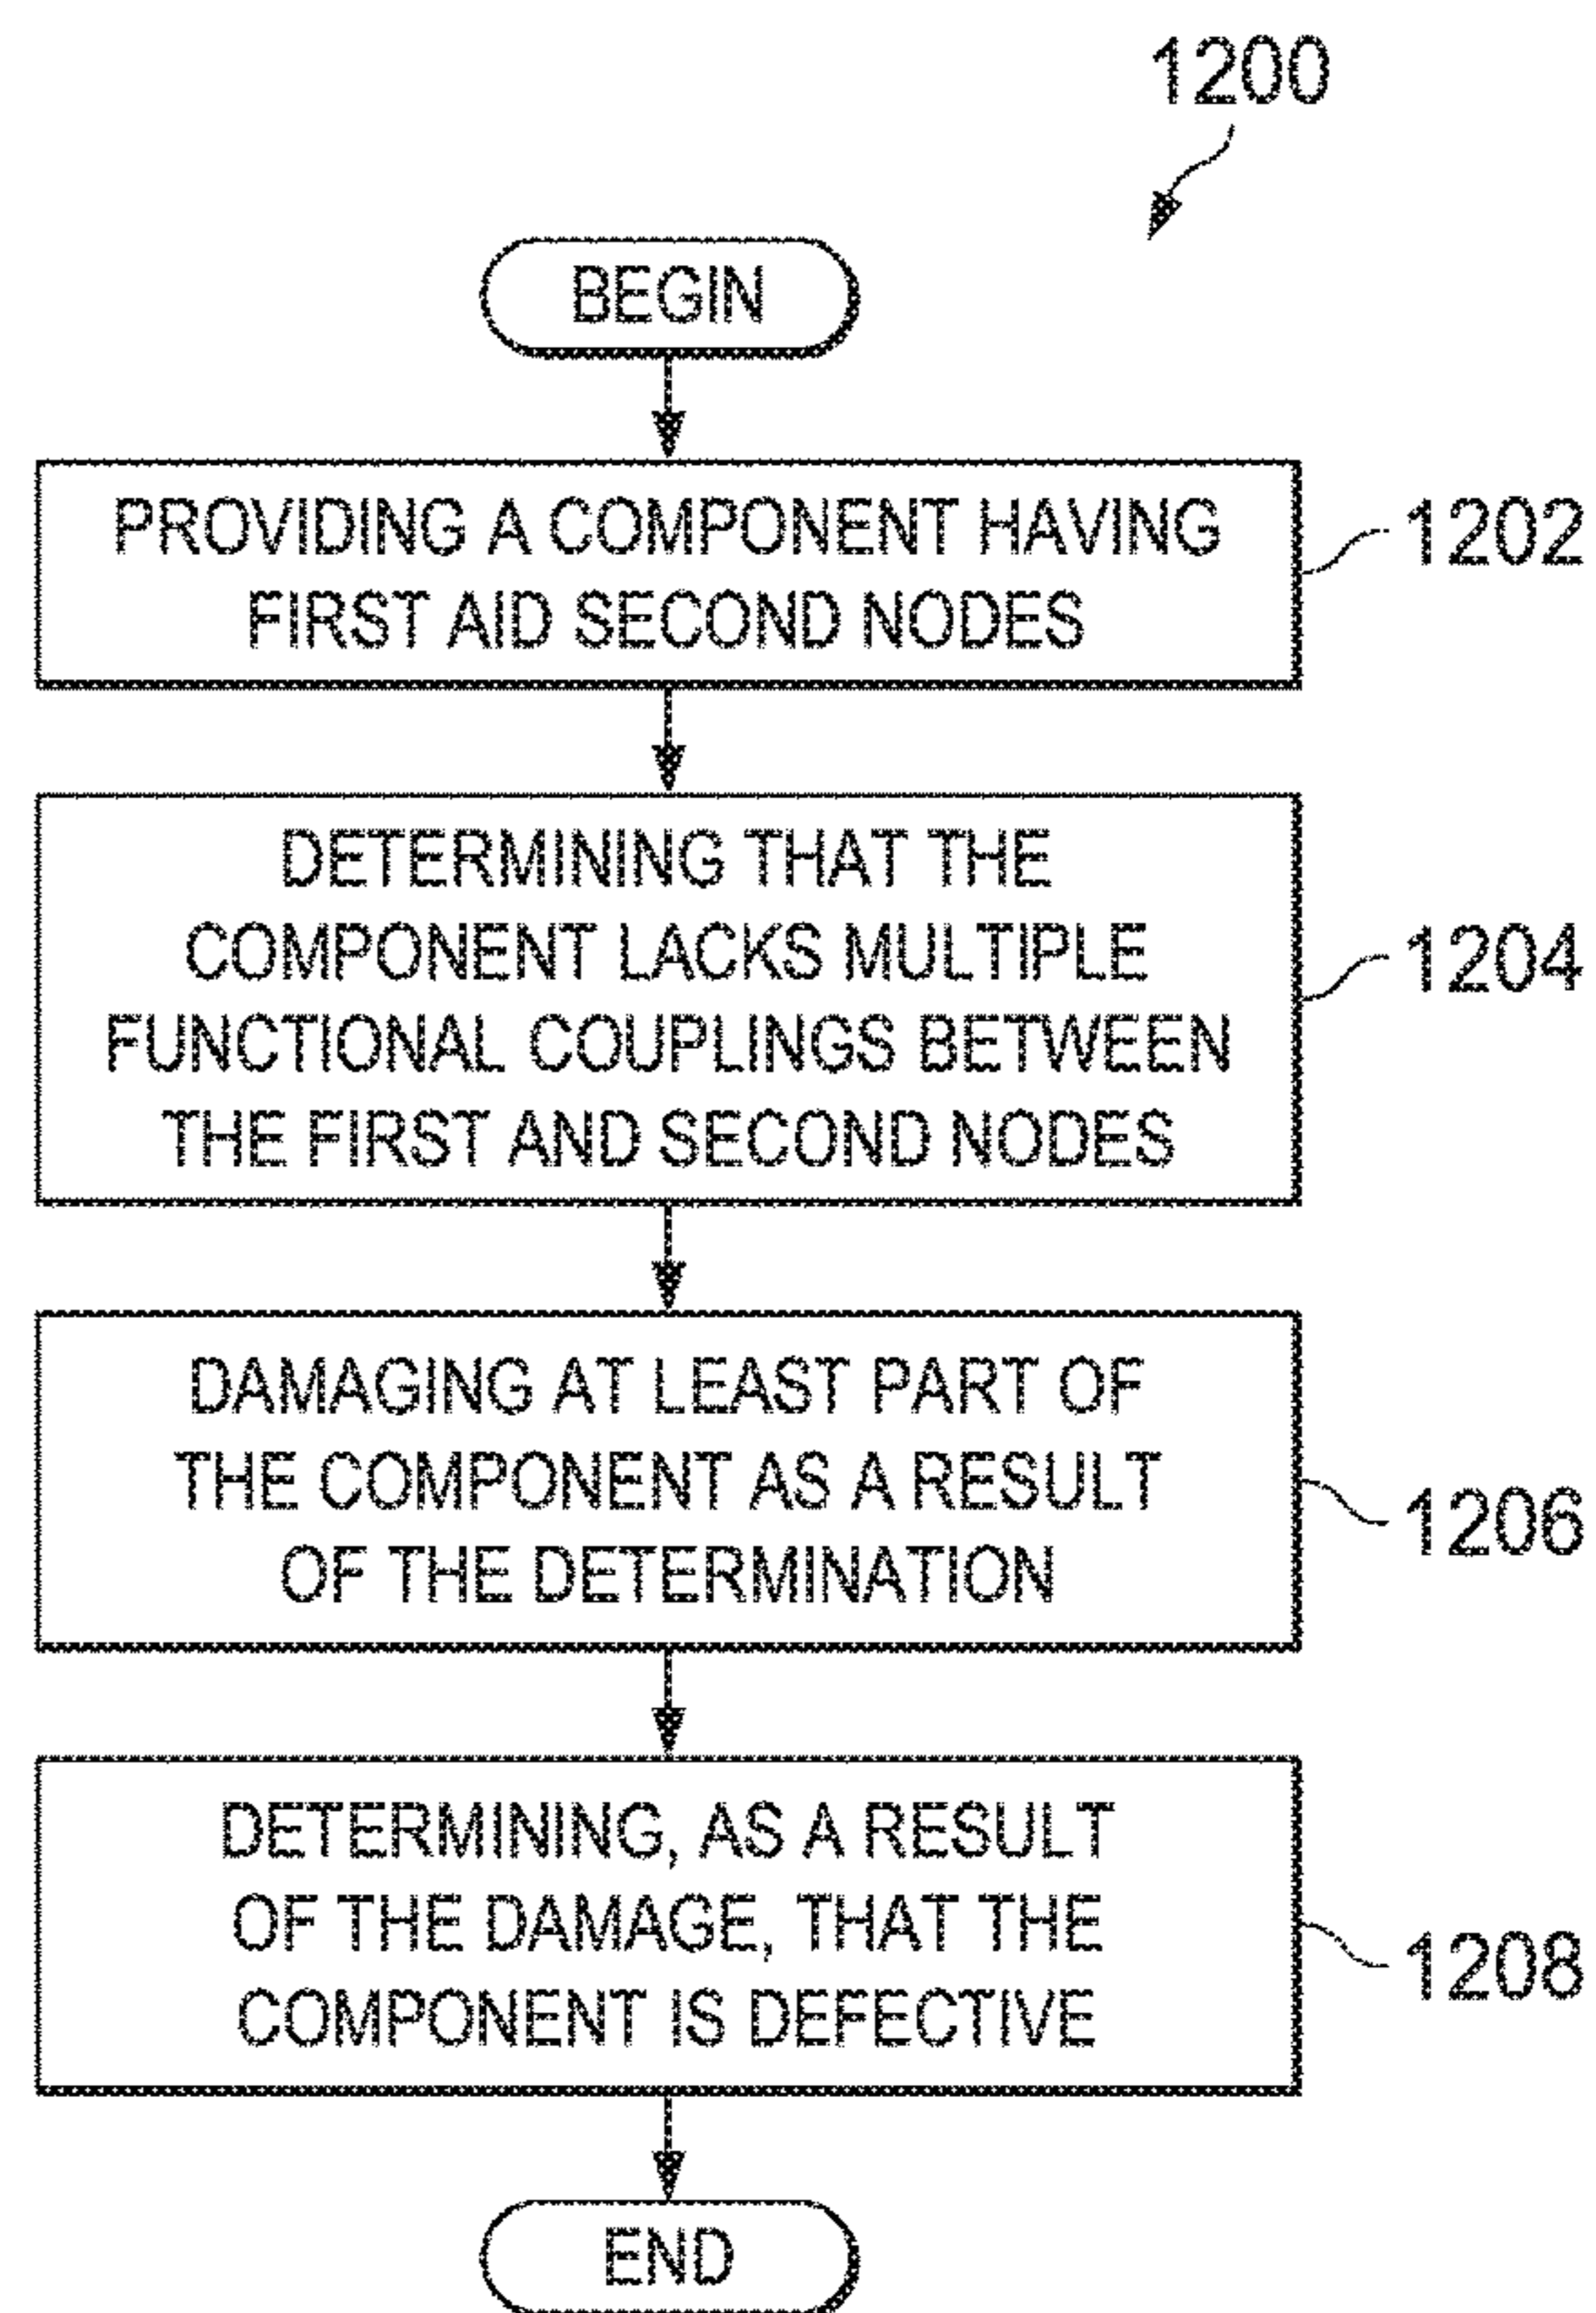 1200
BEGIN
PROVIDING A COMPONENT HAVING
FIRST AID SECOND NODES
1202
DETERMINING THAT THE
COMPONENT LACKS MULTIPLE
FUNCTIONAL COUPLINGS BETWEEN
THE FIRST AND SECOND NODES
1204
DAMAGING AT LEAST PART OF
THE COMPONENT AS A RESULT
OF THE DETERMINATION
1206
DETERMINING, AS A RESULT
OF THE DAMAGE, THAT THE
COMPONENT IS DEFECTIVE
1208
END